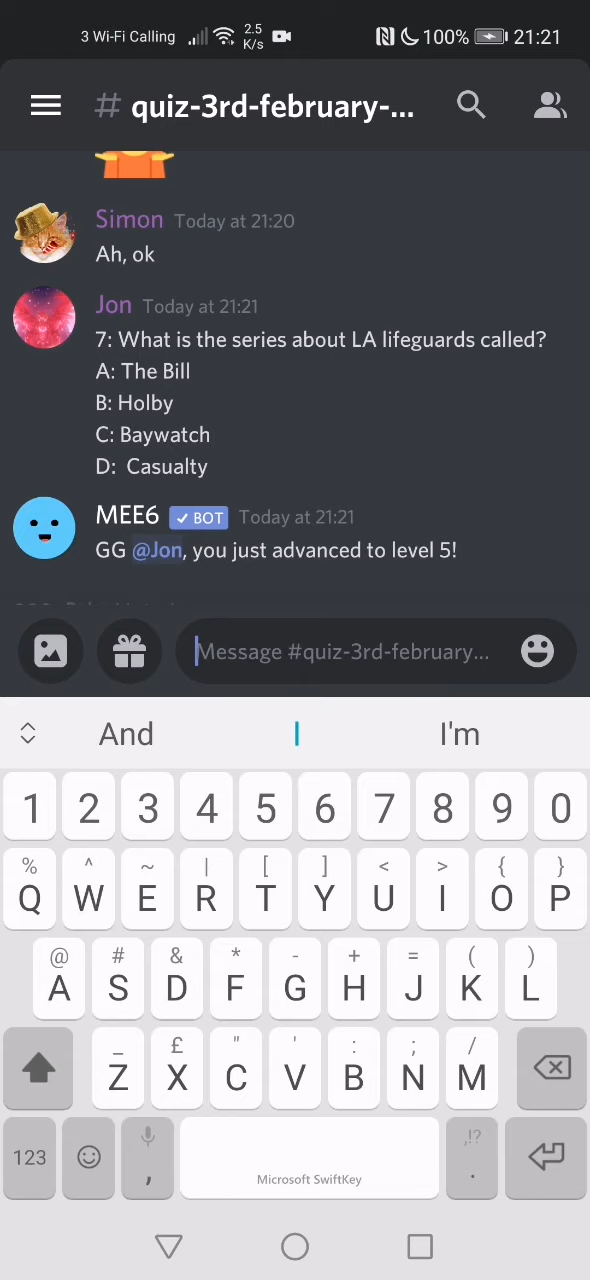 3 Wi-Fi Calling 2.5 K/s 100% 21:21
# quiz-3rd-february-...
Simon Today at 21:20
Ah, ok
Jon Today at 21:21
7: What is the series about LA lifeguards called?
A: The Bill
B: Holby
C: Baywatch
D: Casualty
MEE6 ✓ BOT Today at 21:21
GG @Jon, you just advanced to level 5!
Message #quiz-3rd-february...
And I I'm
1 2 3 4 5 6 7 8 9 0
% ^ ~ | [ ] < > { }
Q W E R T Y U I O P
@ # & * - + = ( )
A S D F G H J K L
_ £ " ' : ; /
Z X C V B N M
123 , Microsoft SwiftKey ,!? .